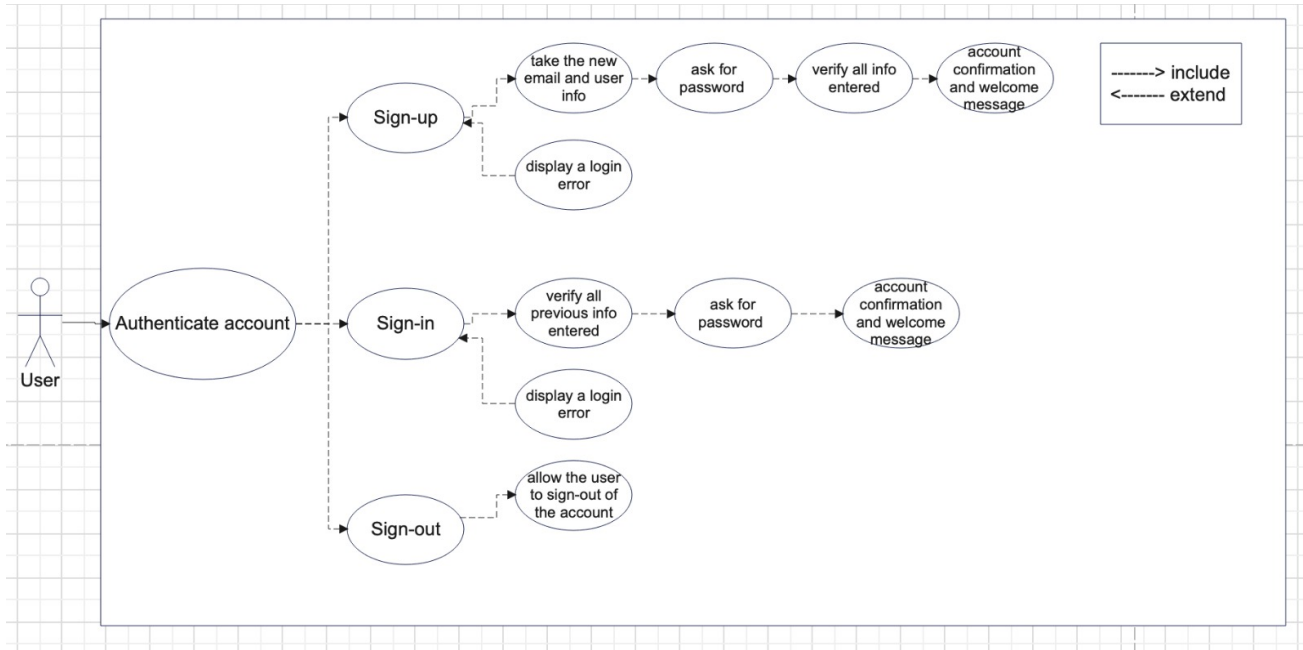 take the new
email and user
info
ask for
password
verify all info
entered
account
confirmation
and welcome
message
-------> include
<------- extend
Sign-up
display a login
error
User
Authenticate account
Sign-in
verify all
previous info
entered
ask for
password
account
confirmation
and welcome
message
display a login
error
Sign-out
allow the user
to sign-out of
the account